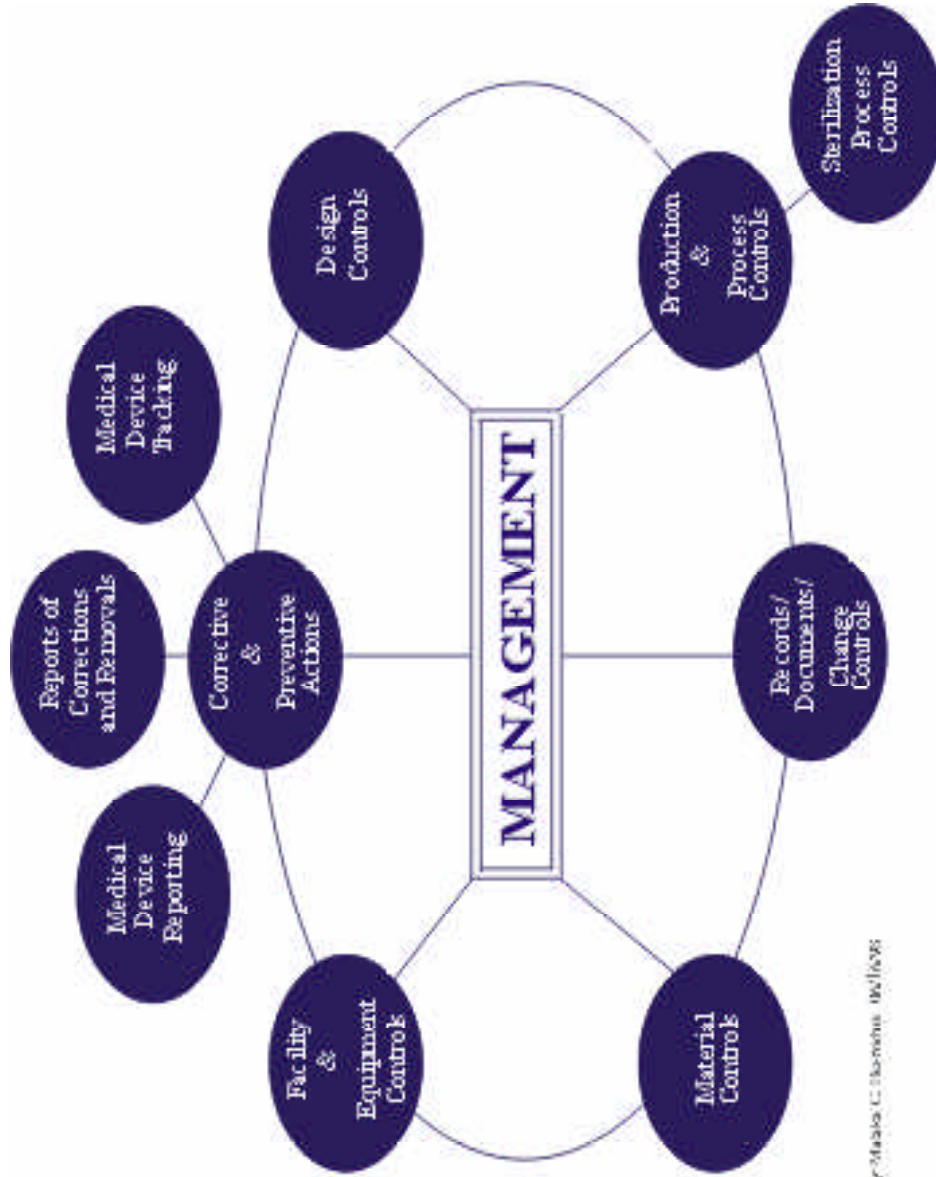 Medical
Device
Reporting
Reports of
Corrections
and Removals
Medical
Device
Tracking
Facility
&
Equipment
Controls
Corrective
&
Preventive
Actions
Design
Controls
MANAGEMENT
Material
Controls
Records/
Documents/
Change
Controls
Production
&
Process
Controls
Sterilization
Process
Controls